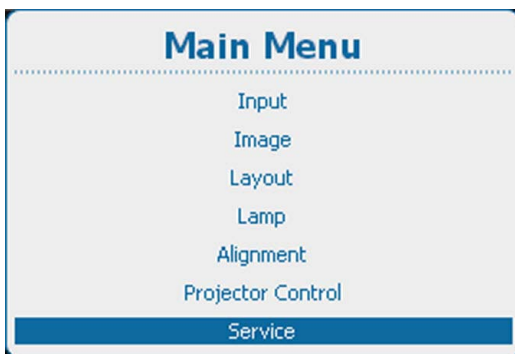 Main Menu
Input
Image
Layout
Lamp
Alignment
Projector Control
Service